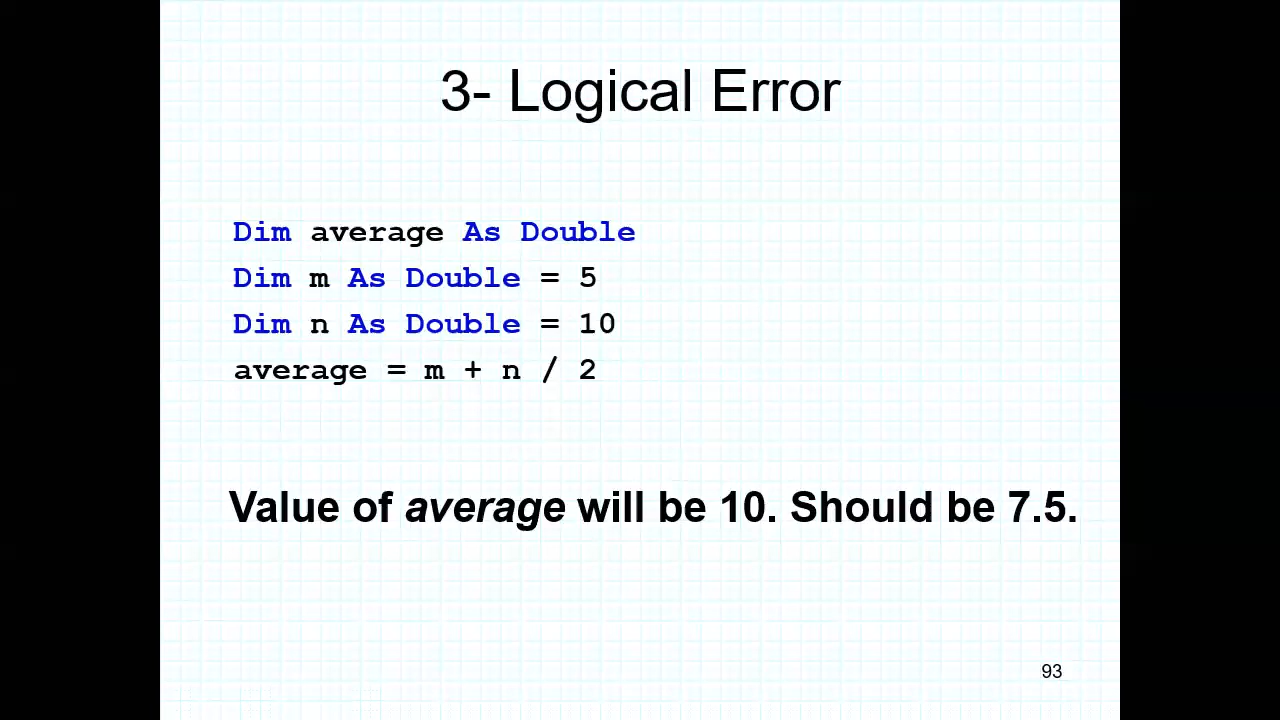 3- Logical Error
Dim average As Double
Dim m As Double = 5
Dim n As Double = 10
average = m + n / 2
Value of average will be 10. Should be 7.5.
93